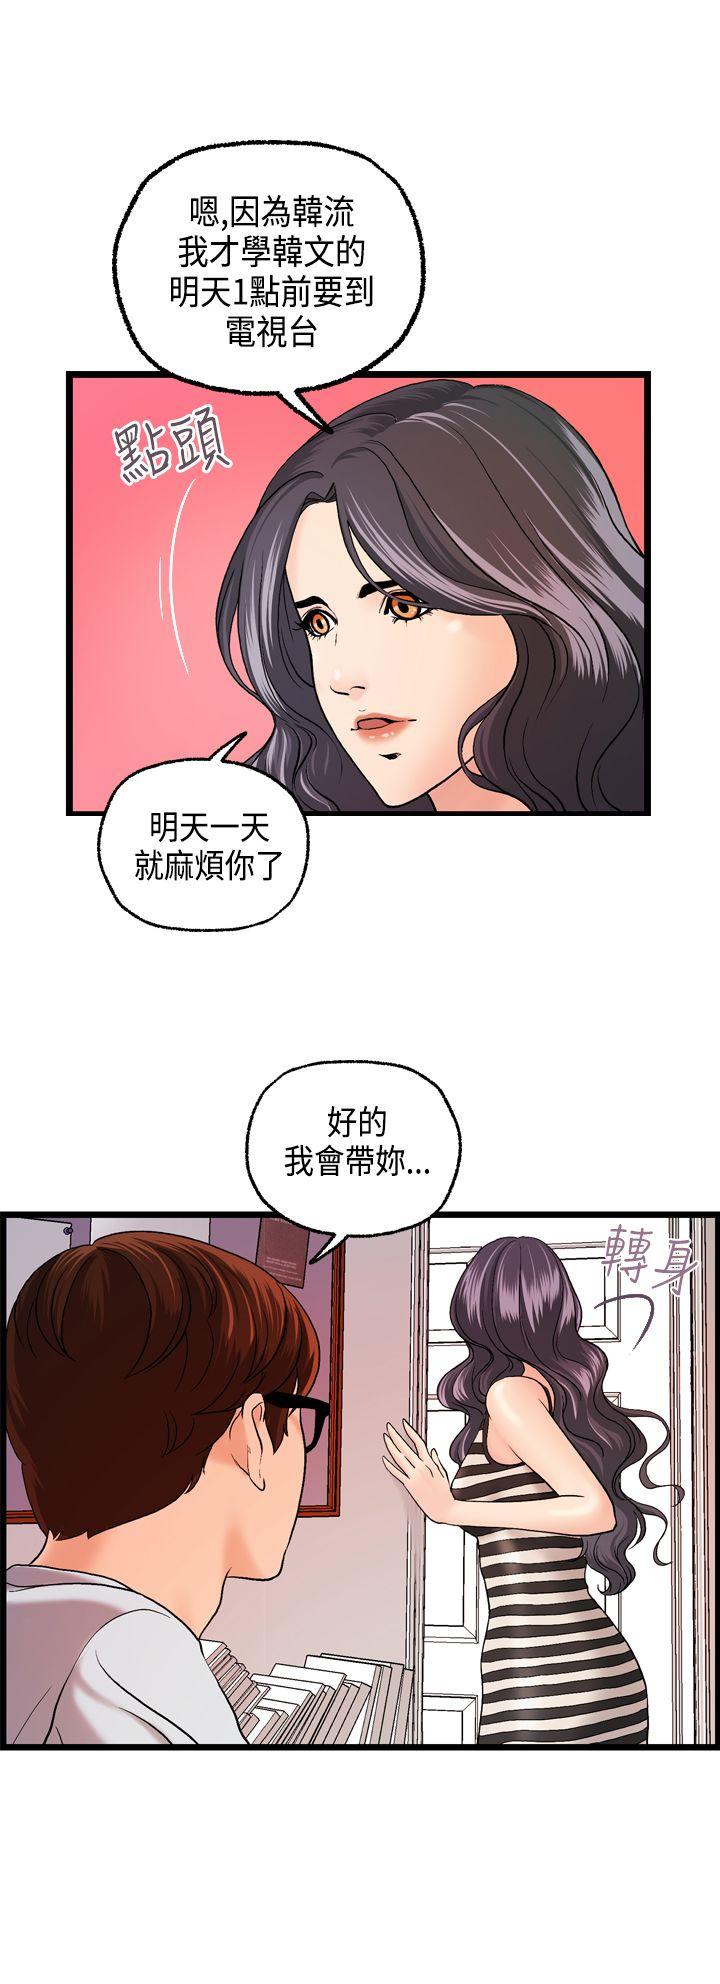 嗯,因為韓流
我才學韓文的
明天1點前要到
電視台
點頭
明天一天
就麻煩你了
好的
我會帶妳...
轉身